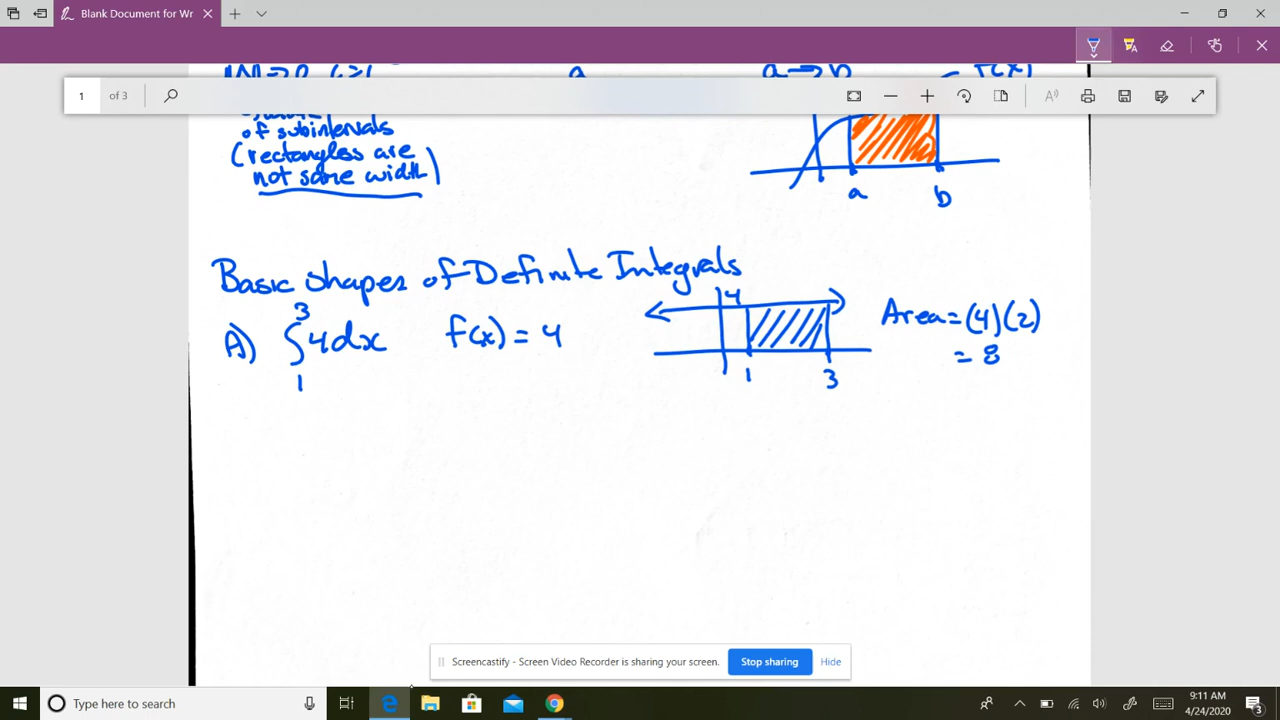 Blank Document for Wr
1 of 3
a → b
f(x)
of subintervals
(rectangless are
not same width)
a b
Basic shapes of Definite Integrals
A) ∫₁³ 4dx f(x) = 4
4
1 3
Area = (4)(2)
= 8
Screencastify - Screen Video Recorder is sharing your screen. Stop sharing Hide
Type here to search
9:11 AM
4/24/2020
3